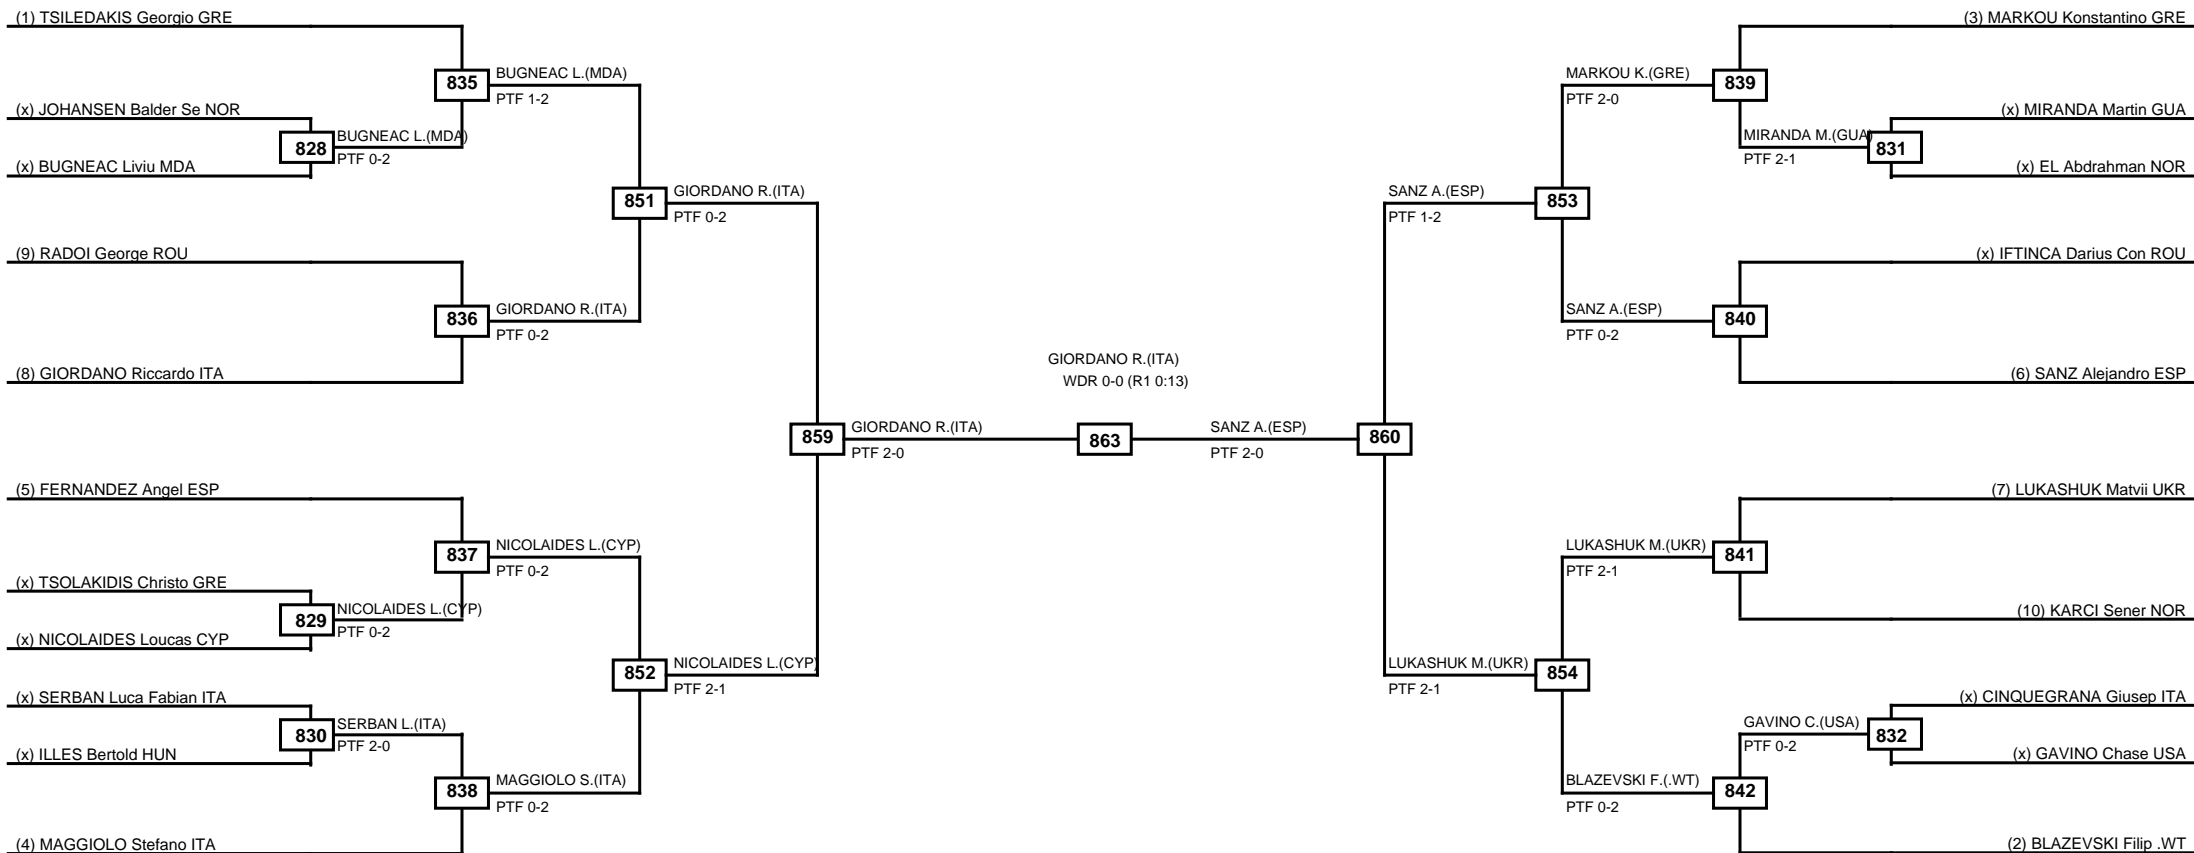 (1) TSILEDAKIS Georgio GRE
835
BUGNEAC L.(MDA)
PTF 1-2
(x) JOHANSEN Balder Se NOR
828
BUGNEAC L.(MDA)
PTF 0-2
(x) BUGNEAC Liviu MDA
851
GIORDANO R.(ITA)
PTF 0-2
(9) RADOI George ROU
836
GIORDANO R.(ITA)
PTF 0-2
(8) GIORDANO Riccardo ITA
859
GIORDANO R.(ITA)
PTF 2-0
(5) FERNANDEZ Angel ESP
837
NICOLAIDES L.(CYP)
PTF 0-2
(x) TSOLAKIDIS Christo GRE
829
NICOLAIDES L.(CYP)
PTF 0-2
(x) NICOLAIDES Loucas CYP
852
NICOLAIDES L.(CYP)
PTF 2-1
(x) SERBAN Luca Fabian ITA
830
SERBAN L.(ITA)
PTF 2-0
(x) ILLES Bertold HUN
838
MAGGIOLO S.(ITA)
PTF 0-2
(4) MAGGIOLO Stefano ITA
GIORDANO R.(ITA)
WDR 0-0 (R1 0:13)
863
SANZ A.(ESP)
PTF 2-0
860
(3) MARKOU Konstantino GRE
MARKOU K.(GRE)
PTF 2-0
839
(x) MIRANDA Martin GUA
MIRANDA M.(GUA)
PTF 2-1
831
(x) EL Abdrahman NOR
SANZ A.(ESP)
PTF 1-2
853
(x) IFTINCA Darius Con ROU
SANZ A.(ESP)
PTF 0-2
840
(6) SANZ Alejandro ESP
(7) LUKASHUK Matvii UKR
LUKASHUK M.(UKR)
PTF 2-1
841
(10) KARCI Sener NOR
LUKASHUK M.(UKR)
PTF 2-1
854
(x) CINQUEGRANA Giusep ITA
GAVINO C.(USA)
PTF 0-2
832
(x) GAVINO Chase USA
BLAZEVSKI F.(.WT)
PTF 0-2
842
(2) BLAZEVSKI Filip .WT